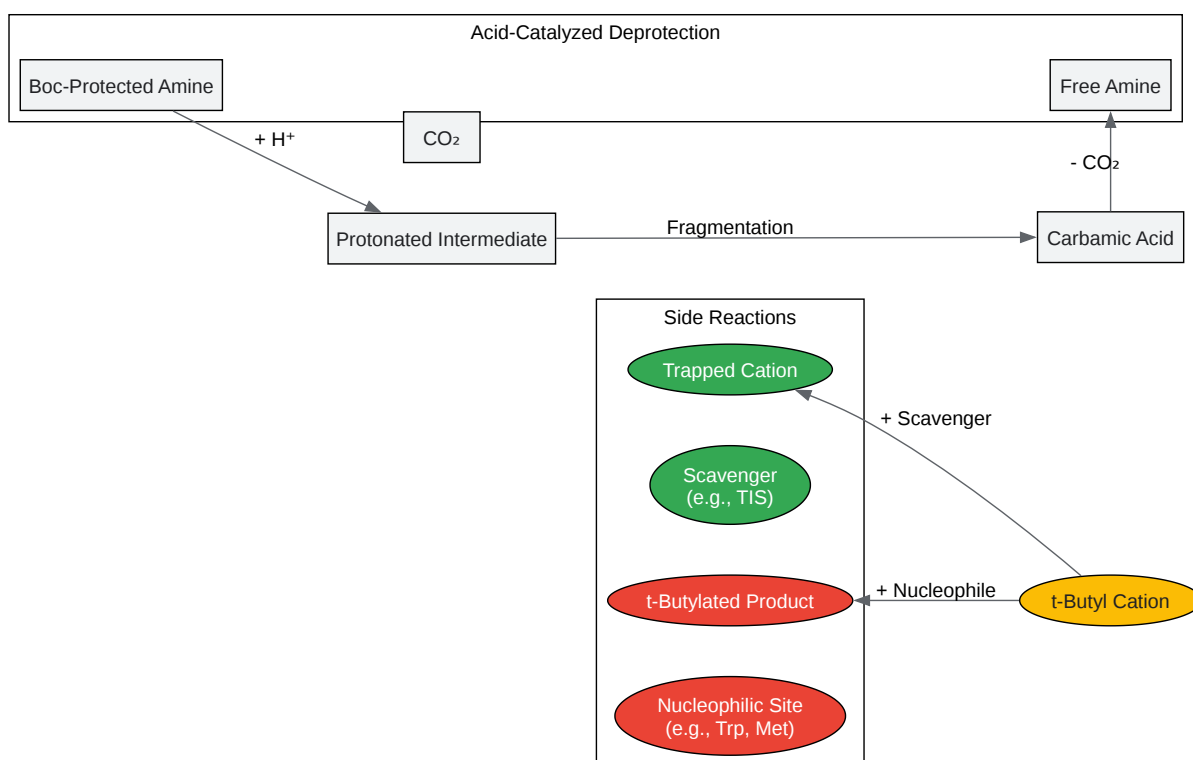 Acid-Catalyzed Deprotection
Boc-Protected Amine
Free Amine
+ H⁺
CO₂
- CO₂
Protonated Intermediate
Fragmentation
Carbamic Acid
Side Reactions
Trapped Cation
+ Scavenger
Scavenger
(e.g., TIS)
t-Butylated Product
+ Nucleophile
t-Butyl Cation
Nucleophilic Site
(e.g., Trp, Met)